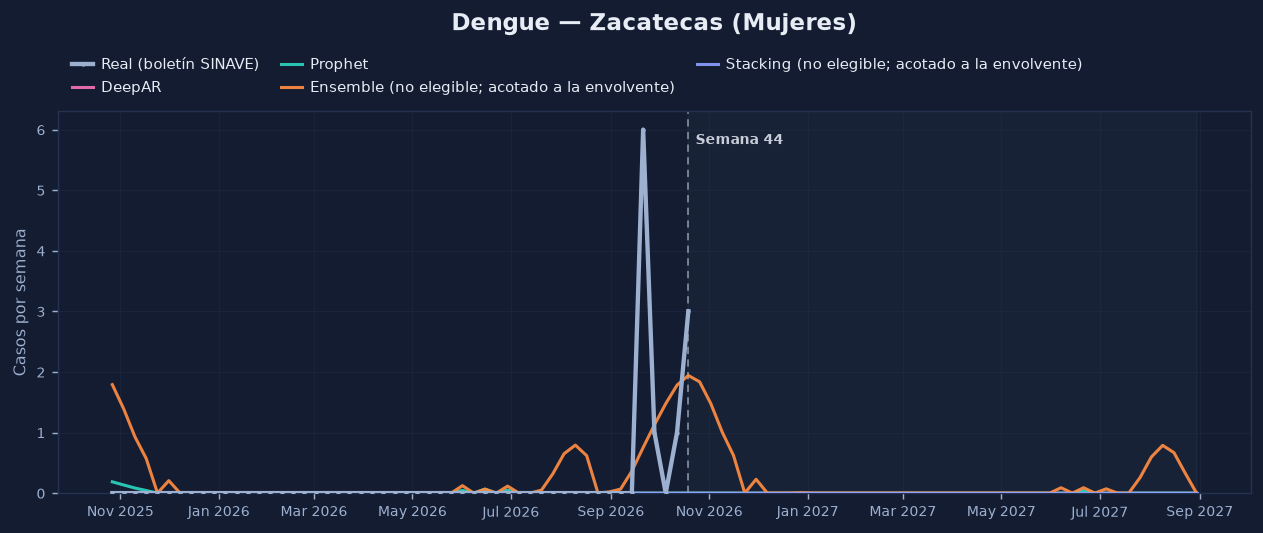 Dengue — Zacatecas (Mujeres)
Real (boletín SINAVE)
Prophet
Stacking (no elegible; acotado a la envolvente)
DeepAR
Ensemble (no elegible; acotado a la envolvente)
Semana 44
Casos por semana
6
5
4
3
2
1
0
Nov 2025 Jan 2026 Mar 2026 May 2026 Jul 2026 Sep 2026 Nov 2026 Jan 2027 Mar 2027 May 2027 Jul 2027 Sep 2027